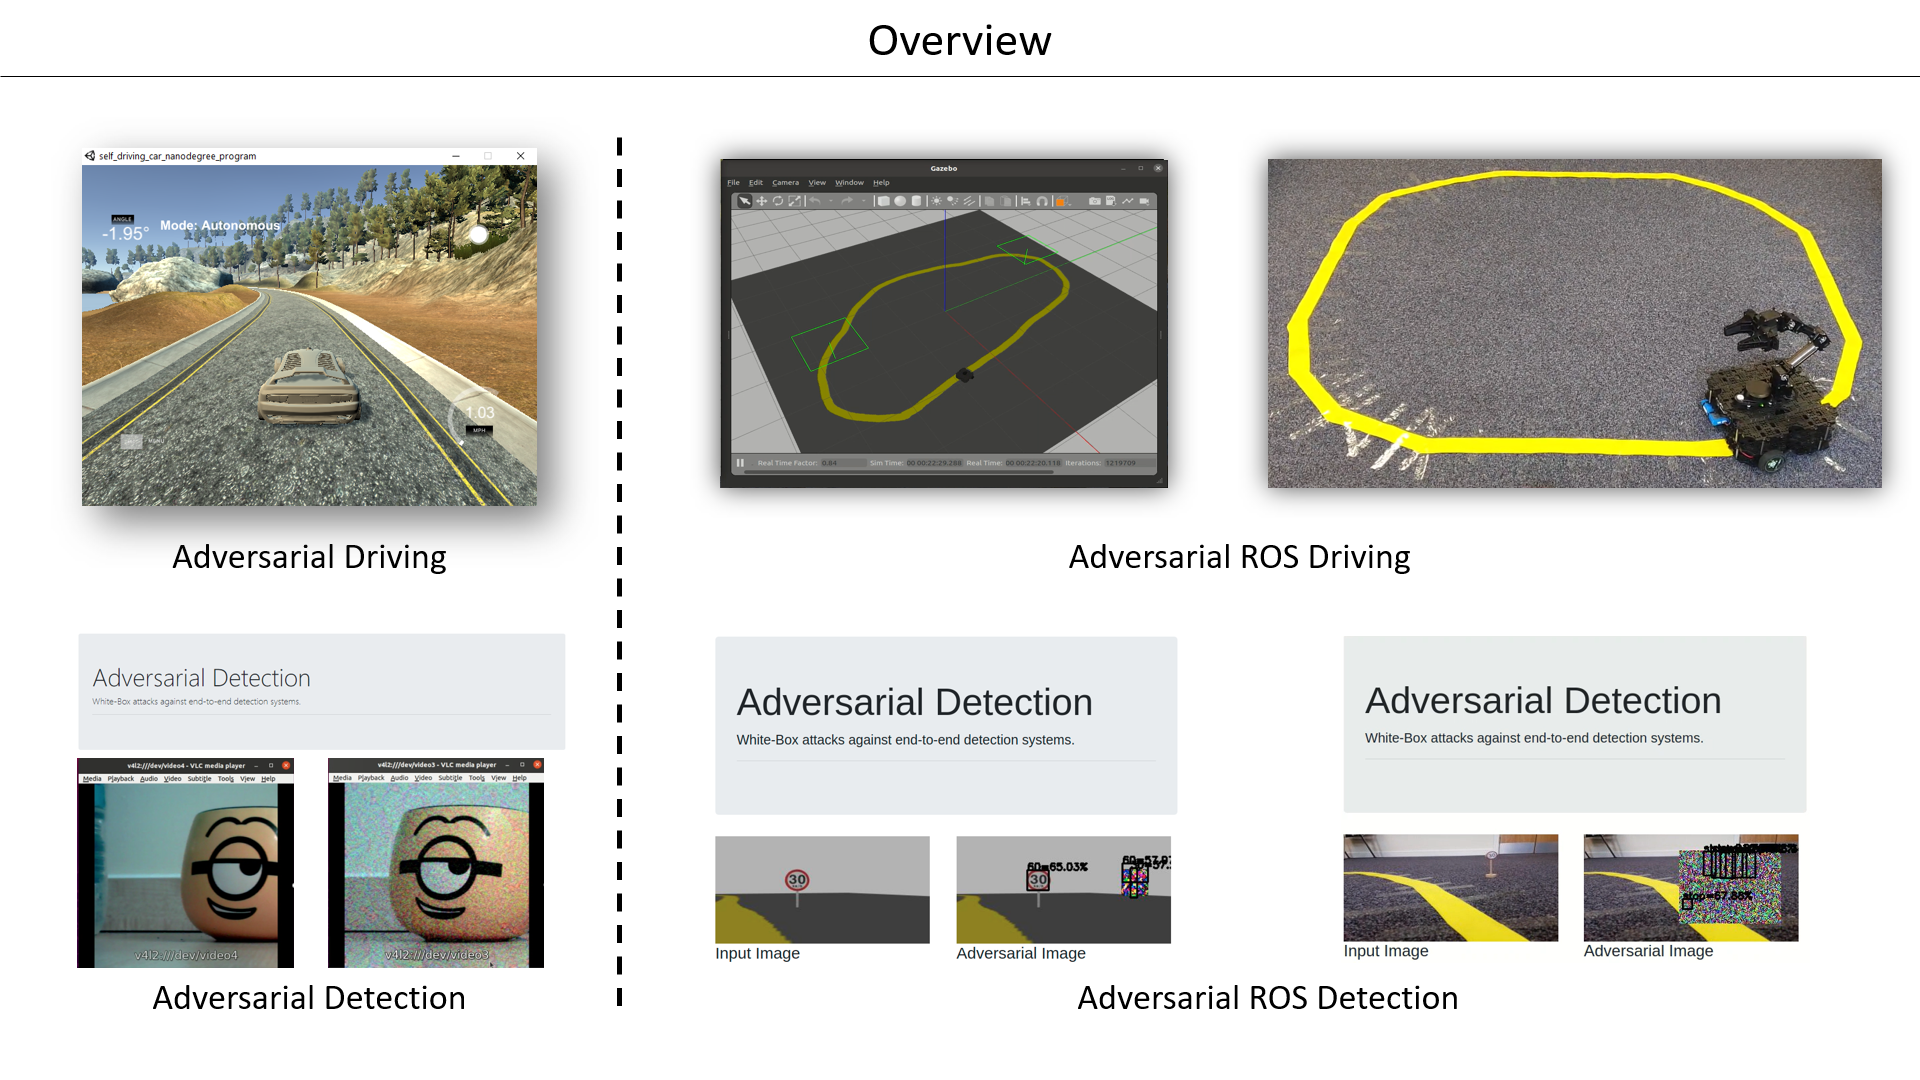 Overview
self_driving_car_nanodegree_program
ANGLE
-1.95°
Mode: Autonomous
1.03
MPH
Adversarial Driving
Gazebo
File Edit Camera View Window Help
Real Time Factor: 0.84 Sim Time: 00 00:22:29.288 Real Time: 00 00:22:20.118 Iterations: 1219709
Adversarial ROS Driving
Adversarial Detection
White-Box attacks against end-to-end detection systems.
v4l2:///dev/video4 - VLC media player
Media Playback Audio Video Subtitle Tools View Help
v4l2:///dev/video4
v4l2:///dev/video3 - VLC media player
Media Playback Audio Video Subtitle Tools View Help
v4l2:///dev/video3
Adversarial Detection
Adversarial Detection
White-Box attacks against end-to-end detection systems.
30
Input Image
60=65.03%
30
Adversarial Image
Adversarial Detection
White-Box attacks against end-to-end detection systems.
Input Image
Adversarial Image
Adversarial ROS Detection